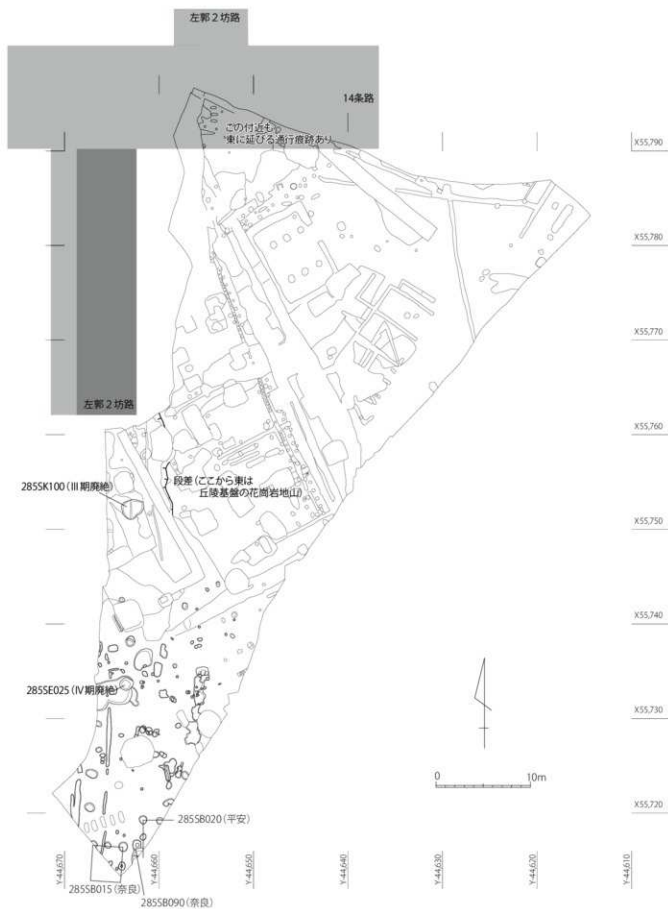 左郭２坊路
14条路
この付近も
東に延びる通行痕跡あり
X55,790
X55,780
X55,770
左郭２坊路
X55,760
285SK100（III期廃絶）
段差（ここから東は
丘陵基盤の花崗岩地山）
X55,750
X55,740
285SE025（IV期廃絶）
X55,730
0
10m
X55,720
285SB020（平安）
285SB015（奈良）
285SB090（奈良）
Y-44,670
Y-44,660
Y-44,650
Y-44,640
Y-44,630
Y-44,620
Y-44,610